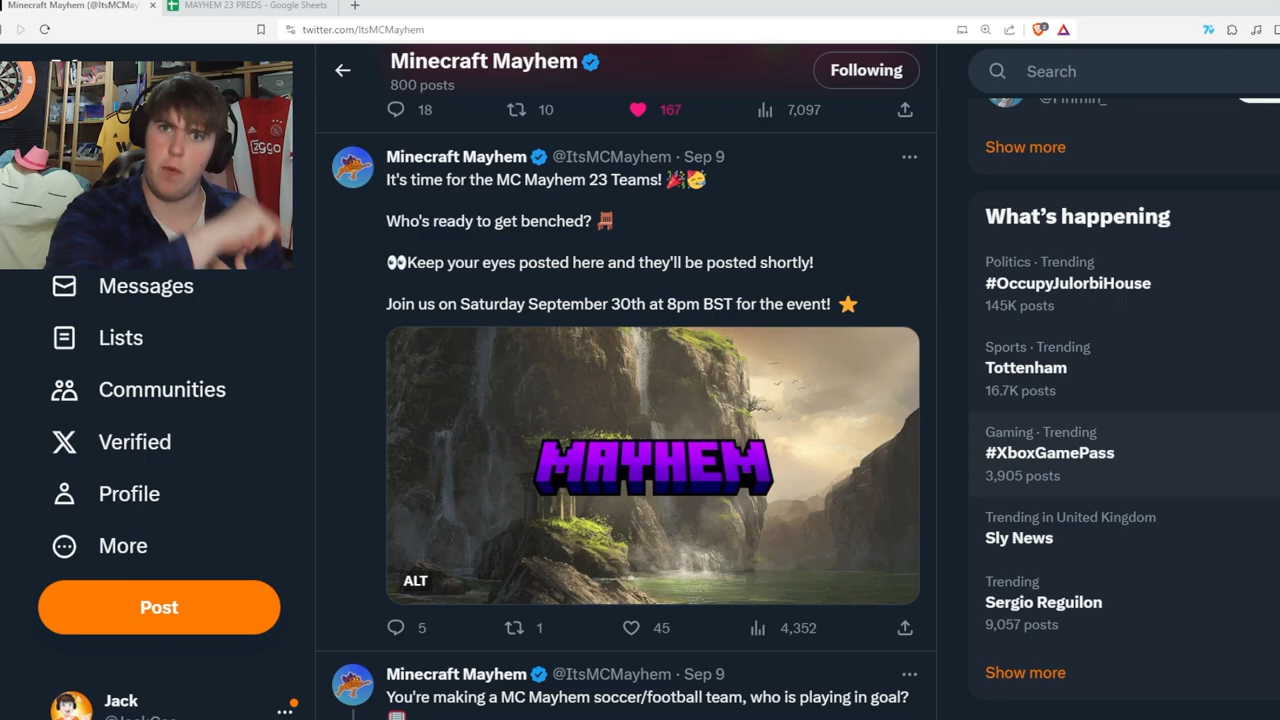 Minecraft Mayhem (@ItsMCMay
MAYHEM 23 PREDS - Google Sheets
twitter.com/ItsMCMayhem
Minecraft Mayhem
800 posts
Following
18
10
167
7,097
Minecraft Mayhem @ItsMCMayhem · Sep 9
It's time for the MC Mayhem 23 Teams! 🎉🥳
Who's ready to get benched? 🪑
👀Keep your eyes posted here and they'll be posted shortly!
Join us on Saturday September 30th at 8pm BST for the event! ⭐
MAYHEM
ALT
5
1
45
4,352
Minecraft Mayhem @ItsMCMayhem · Sep 9
You're making a MC Mayhem soccer/football team, who is playing in goal?
Messages
Lists
Communities
Verified
Profile
More
Post
Jack
Search
Show more
What's happening
Politics · Trending
#OccupyJulorbiHouse
145K posts
Sports · Trending
Tottenham
16.7K posts
Gaming · Trending
#XboxGamePass
3,905 posts
Trending in United Kingdom
Sly News
Trending
Sergio Reguilon
9,057 posts
Show more
ZIGGO